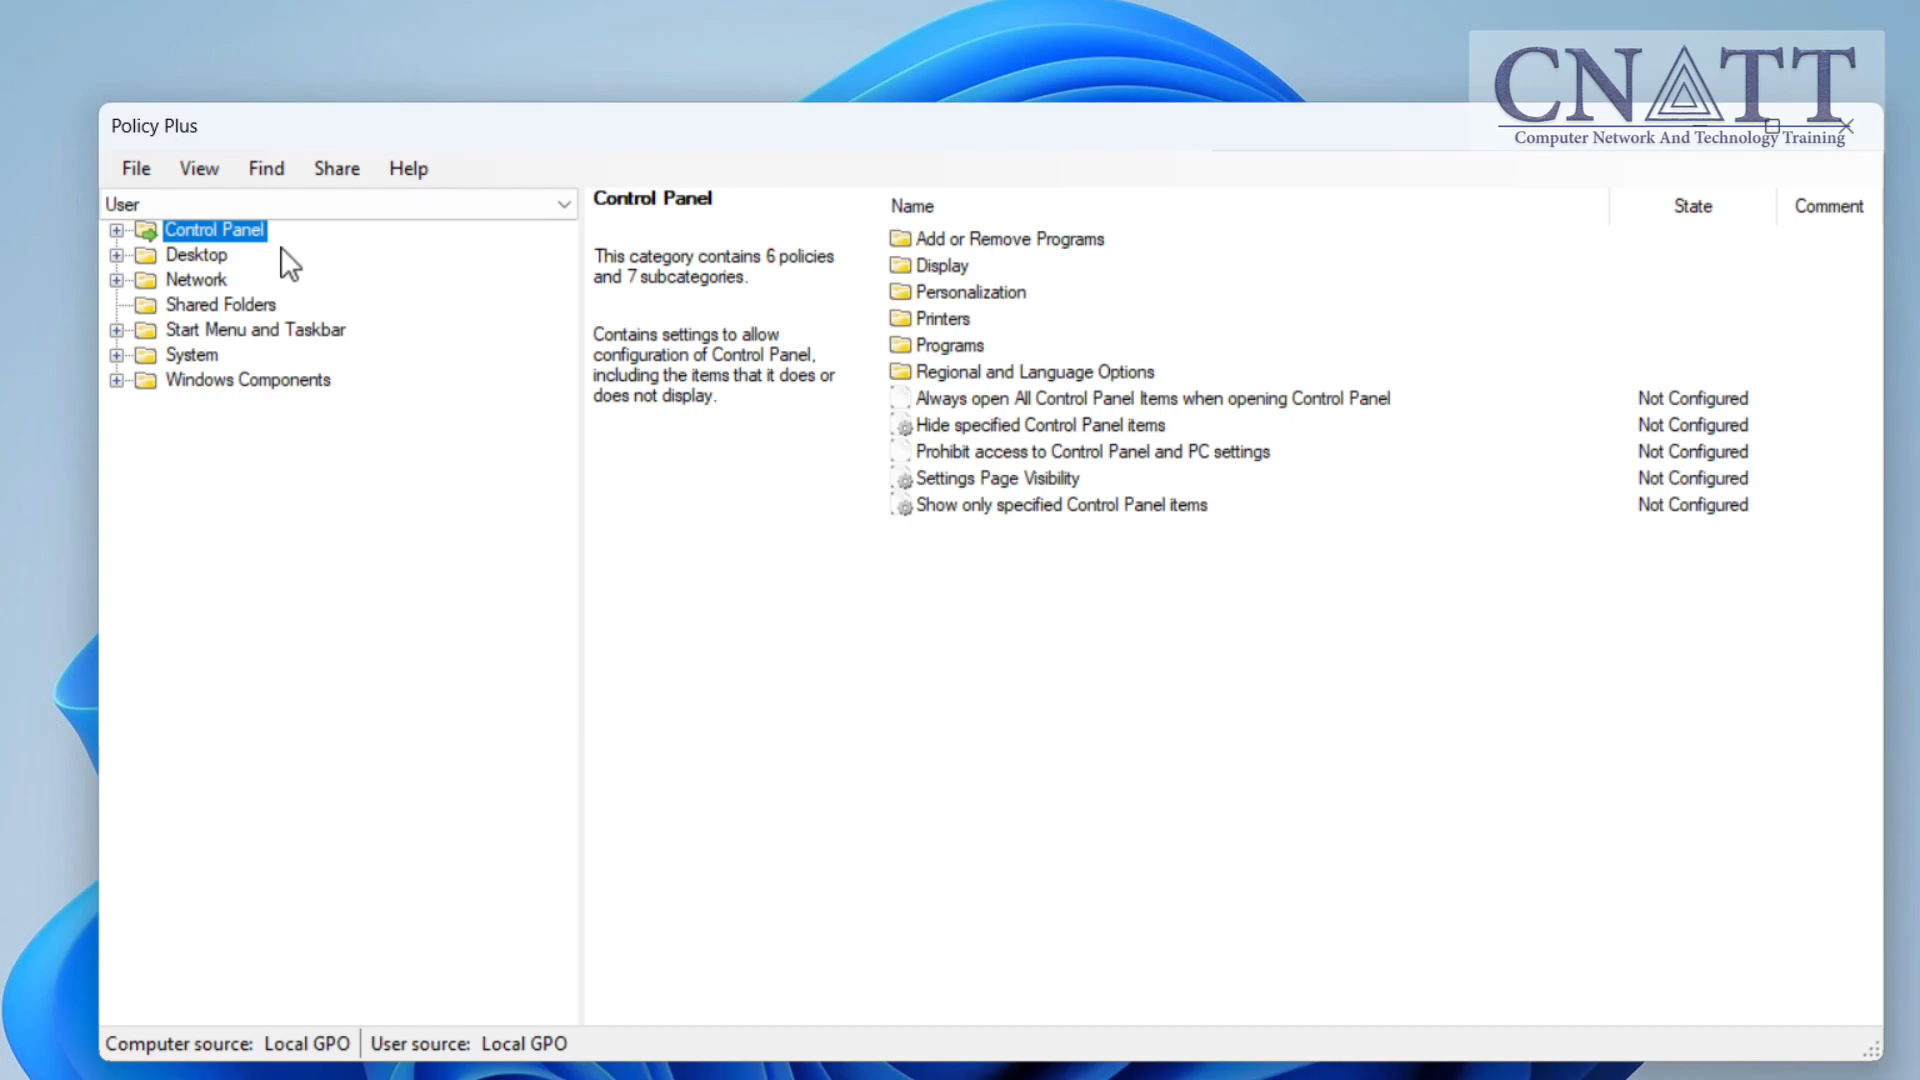 CNATT
Computer Network And Technology Training
Policy Plus
File View Find Share Help
User
Control Panel
Desktop
Network
Shared Folders
Start Menu and Taskbar
System
Windows Components
Control Panel
This category contains 6 policies
and 7 subcategories.
Contains settings to allow
configuration of Control Panel,
including the items that it does or
does not display.
Name State Comment
Add or Remove Programs
Display
Personalization
Printers
Programs
Regional and Language Options
Always open All Control Panel Items when opening Control Panel Not Configured
Hide specified Control Panel items Not Configured
Prohibit access to Control Panel and PC settings Not Configured
Settings Page Visibility Not Configured
Show only specified Control Panel items Not Configured
Computer source: Local GPO User source: Local GPO